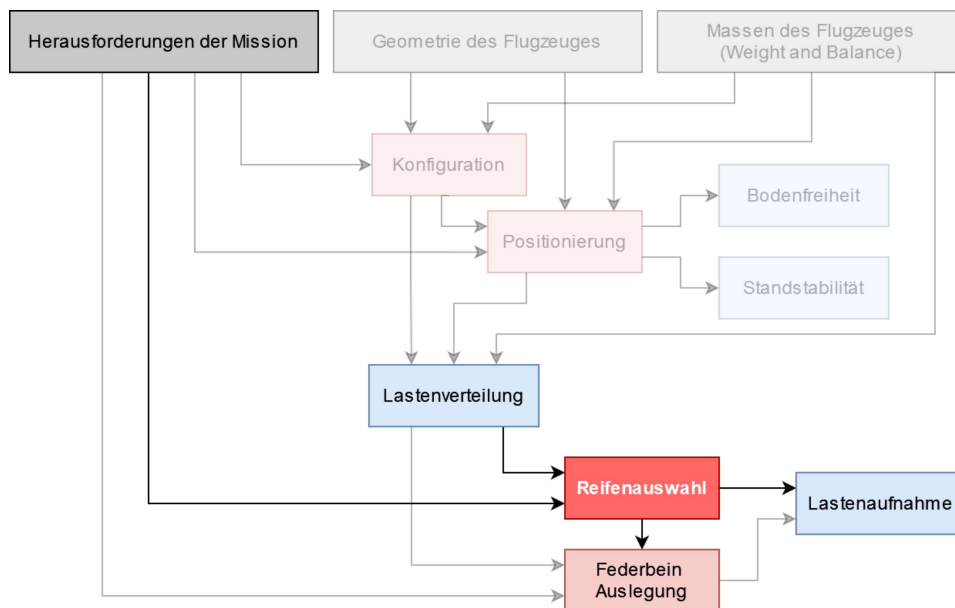 Herausforderungen der Mission
Geometrie des Flugzeuges
Massen des Flugzeuges
(Weight and Balance)
Konfiguration
Bodenfreiheit
Positionierung
Standstabilität
Lastenverteilung
Reifenauswahl
Lastenaufnahme
Federbein
Auslegung